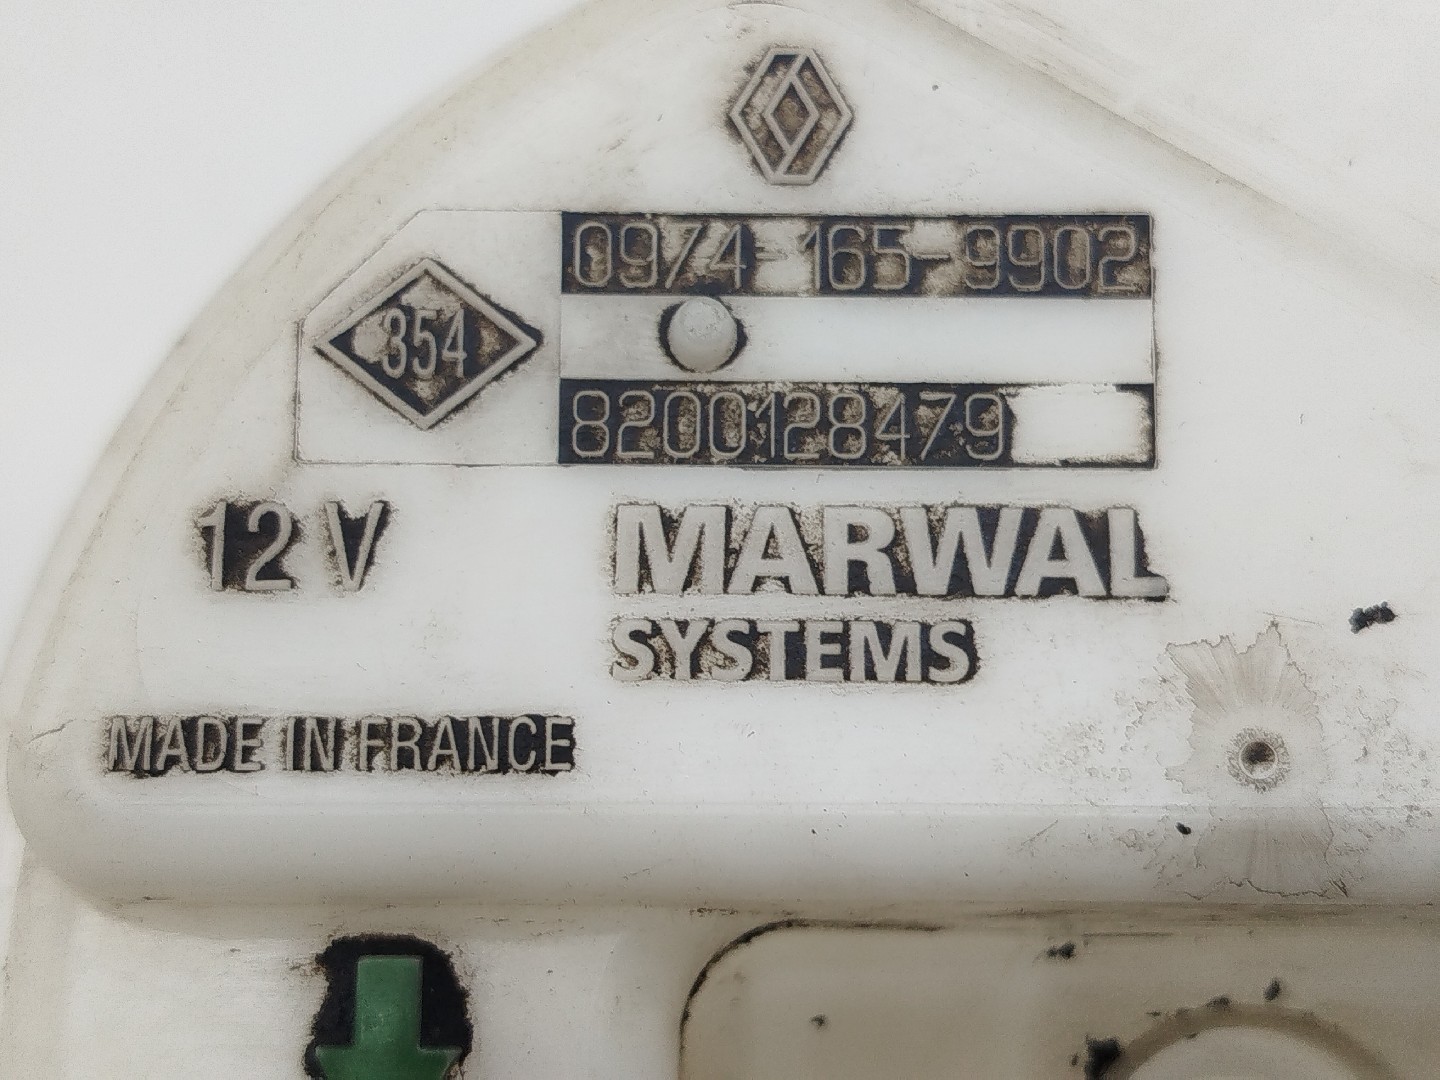 0974-165-9902
354
8200128479
12 V
MARWAL
SYSTEMS
MADE IN FRANCE